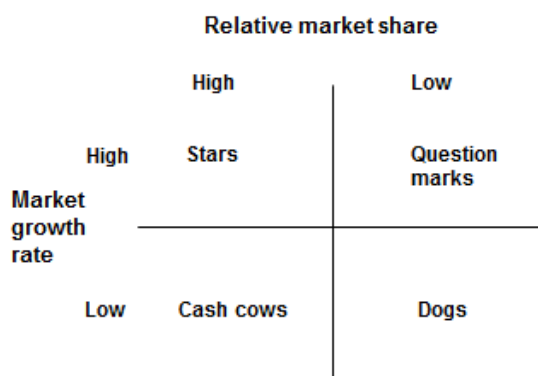 Relative market share
High Low
High Stars Question
marks
Market
growth
rate
Low Cash cows Dogs